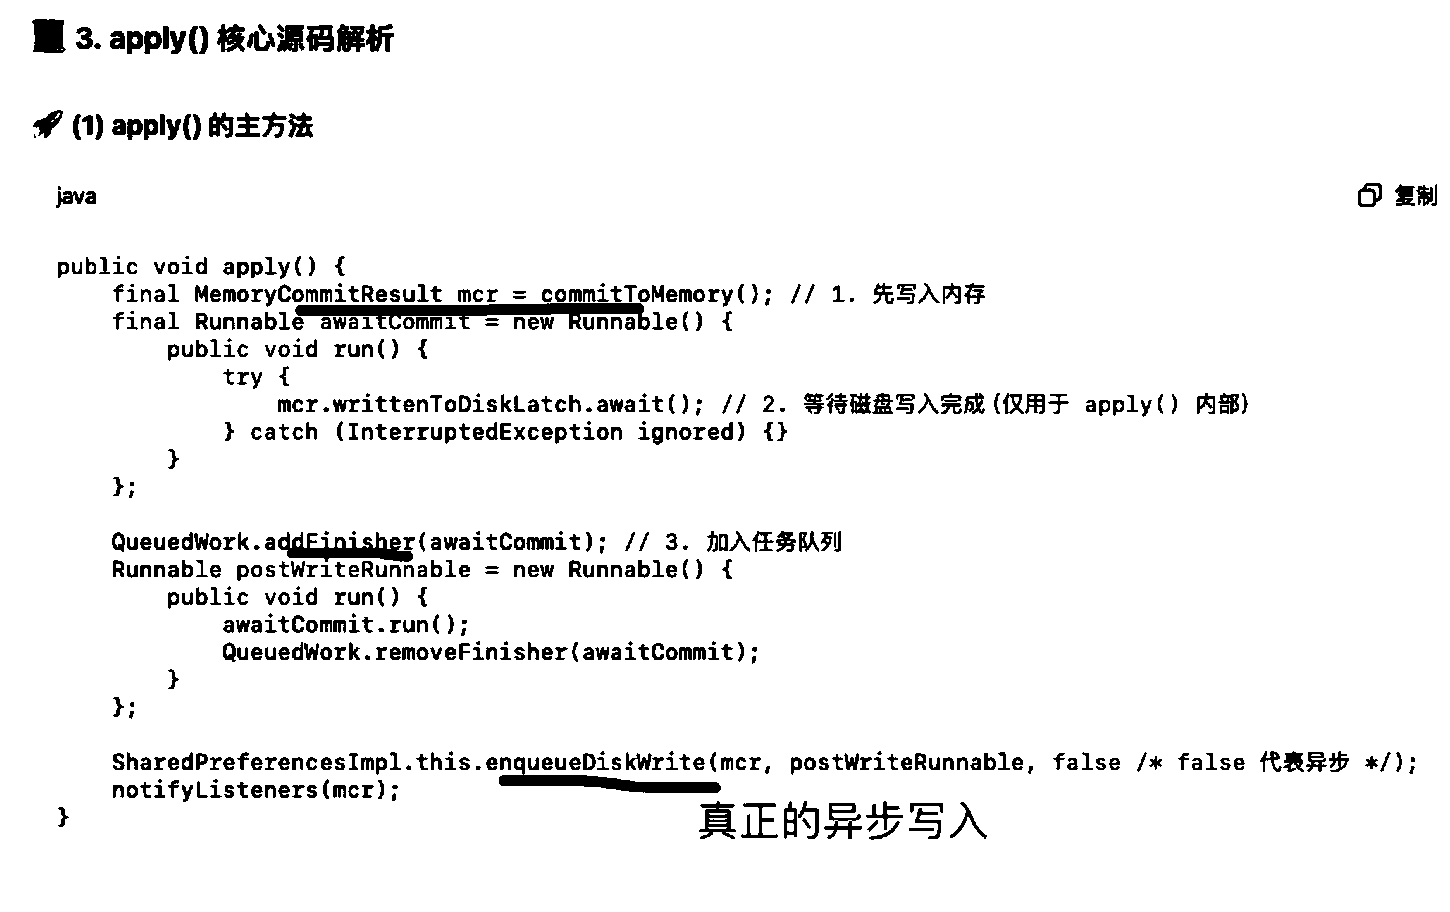 3. apply() 核心源码解析
(1) apply() 的主方法
java
复制
public void apply() {
    final MemoryCommitResult mcr = commitToMemory(); // 1. 先写入内存
    final Runnable awaitCommit = new Runnable() {
        public void run() {
            try {
                mcr.writtenToDiskLatch.await(); // 2. 等待磁盘写入完成(仅用于 apply() 内部)
            } catch (InterruptedException ignored) {}
        }
    };
    QueuedWork.addFinisher(awaitCommit); // 3. 加入任务队列
    Runnable postWriteRunnable = new Runnable() {
        public void run() {
            awaitCommit.run();
            QueuedWork.removeFinisher(awaitCommit);
        }
    };
    SharedPreferencesImpl.this.enqueueDiskWrite(mcr, postWriteRunnable, false /* false 代表异步 */);
    notifyListeners(mcr);
}
真正的异步写入